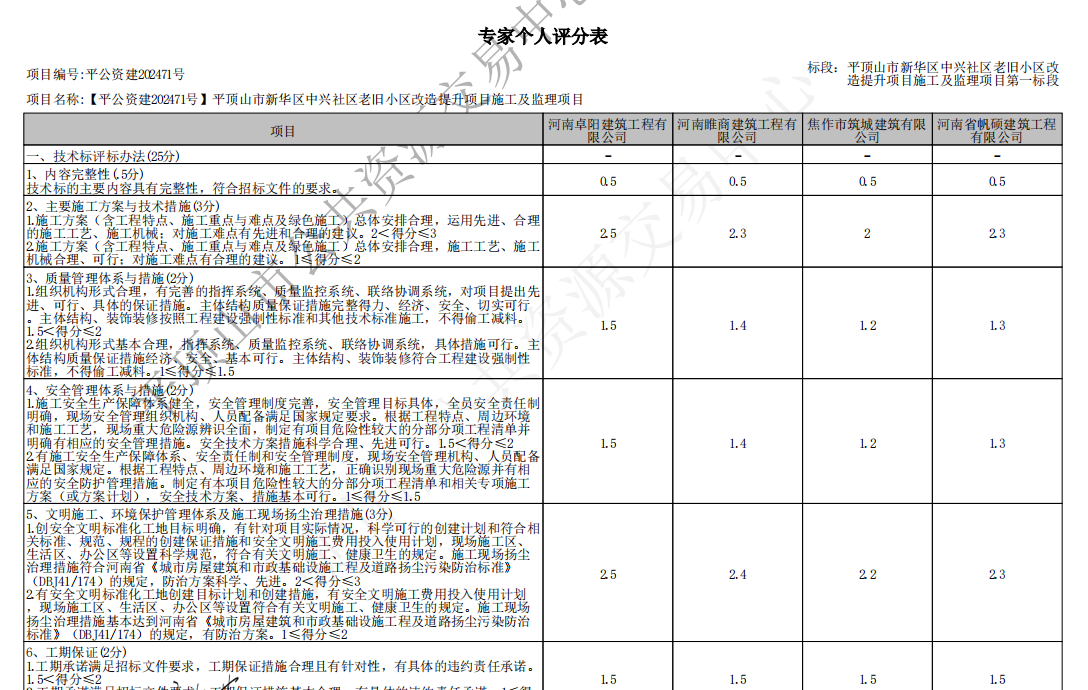 专家个人评分表
项目编号:平公资建202471号
标段: 平顶山市新华区中兴社区老旧小区改
造提升项目施工及监理项目第一标段
项目名称:【平公资建202471号】平顶山市新华区中兴社区老旧小区改造提升项目施工及监理项目
项目
河南卓阳建筑工程有
限公司
河南睢商建筑工程有
限公司
焦作市筑城建筑有限
公司
河南省帆硕建筑工程
有限公司
一、技术标评标办法(25分)
-
-
-
-
1、内容完整性(.5分)
技术标的主要内容具有完整性，符合招标文件的要求。
0.5
0.5
0.5
0.5
2、主要施工方案与技术措施(3分)
1.施工方案（含工程特点、施工重点与难点及绿色施工）总体安排合理，运用先进、合理
的施工工艺、施工机械；对施工难点有先进和合理的建议。2<得分≤3
2.施工方案（含工程特点、施工重点与难点及绿色施工）总体安排合理，施工工艺、施工
机械合理、可行；对施工难点有合理的建议。 1≤得分≤2
2.5
2.3
2
2.3
3、质量管理体系与措施(2分)
1.组织机构形式合理，有完善的指挥系统、质量监控系统、联络协调系统，对项目提出先
进、可行、具体的保证措施。主体结构质量保证措施完整得力、经济、安全、切实可行
。主体结构、装饰装修按照工程建设强制性标准和其他技术标准施工，不得偷工减料。
1.5<得分≤2
2.组织机构形式基本合理，指挥系统、质量监控系统、联络协调系统，具体措施可行。主
体结构质量保证措施经济、安全、基本可行。主体结构、装饰装修符合工程建设强制性
标准，不得偷工减料。1≤得分≤1.5
1.5
1.4
1.2
1.3
4、安全管理体系与措施(2分)
1.施工安全生产保障体系健全，安全管理制度完善，安全管理目标具体，全员安全责任制
明确，现场安全管理组织机构、人员配备满足国家规定要求。根据工程特点、周边环境
和施工工艺，现场重大危险源辨识全面，制定有项目危险性较大的分部分项工程清单并
明确有相应的安全管理措施。安全技术方案措施科学合理、先进可行。1.5<得分≤2
2.有施工安全生产保障体系、安全责任制和安全管理制度，现场安全管理机构、人员配备
满足国家规定。根据工程特点、周边环境和施工工艺，正确识别现场重大危险源并有相
应的安全防护管理措施。制定有本项目危险性较大的分部分项工程清单和相关专项施工
方案（或方案计划），安全技术方案、措施基本可行。1≤得分≤1.5
1.5
1.4
1.2
1.3
5、文明施工、环境保护管理体系及施工现场扬尘治理措施(3分)
1.创安全文明标准化工地目标明确，有针对项目实际情况，科学可行的创建计划和符合相
关标准、规范、规程的创建保证措施和安全文明施工费用投入使用计划，现场施工区、
生活区、办公区等设置科学规范，符合有关文明施工、健康卫生的规定。施工现场扬尘
治理措施符合河南省《城市房屋建筑和市政基础设施工程及道路扬尘污染防治标准》
（DBJ41/174）的规定，防治方案科学、先进。2<得分≤3
2.有安全文明标准化工地创建目标计划和创建措施，有安全文明施工费用投入使用计划
，现场施工区、生活区、办公区等设置符合有关文明施工、健康卫生的规定。施工现场
扬尘治理措施基本达到河南省《城市房屋建筑和市政基础设施工程及道路扬尘污染防治
标准》（DBJ41/174）的规定，有防治方案。1≤得分≤2
2.5
2.4
2.2
2.3
6、工期保证(2分)
1.工期承诺满足招标文件要求，工期保证措施合理且有针对性，有具体的违约责任承诺。
1.5<得分≤2
1.5
1.5
1.5
1.5
平顶山市公共资源交易中心
共资源交易中心